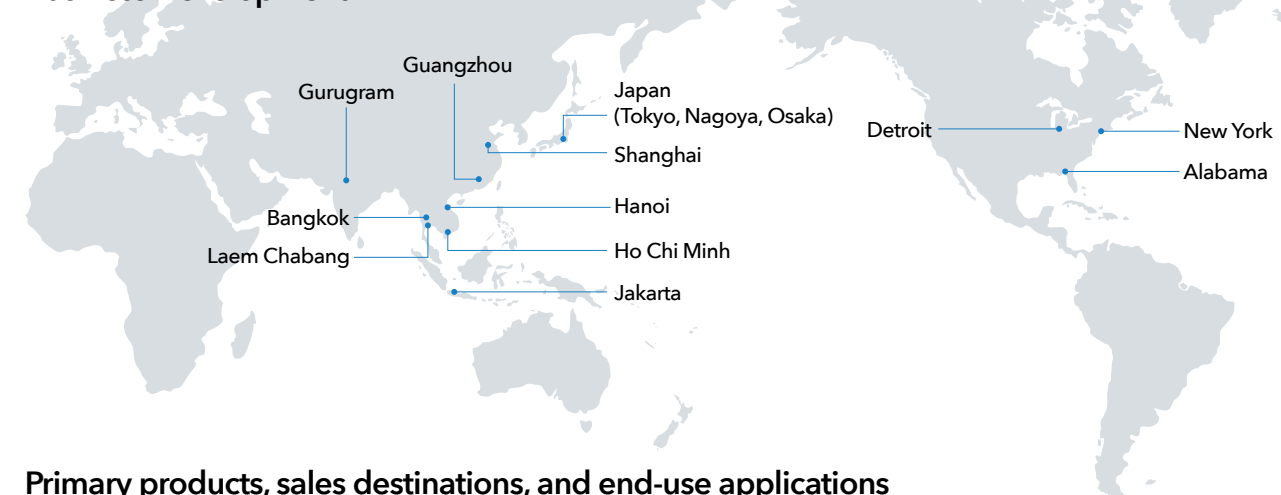 Guangzhou
Gurugram
Japan
(Tokyo, Nagoya, Osaka)
Detroit
New York
Shanghai
Alabama
Hanoi
Bangkok
Ho Chi Minh
Laem Chabang
Jakarta
Primary products, sales destinations, and end-use applications